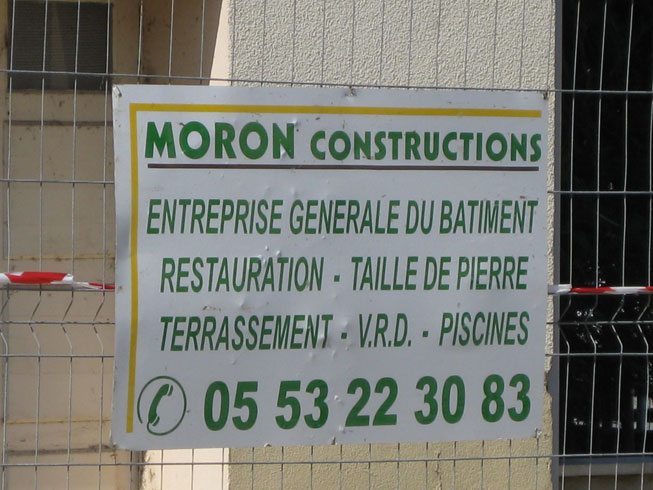 MORON CONSTRUCTIONS
ENTREPRISE GENERALE DU BATIMENT
RESTAURATION - TAILLE DE PIERRE
TERRASSEMENT - V.R.D. - PISCINES
05 53 22 30 83